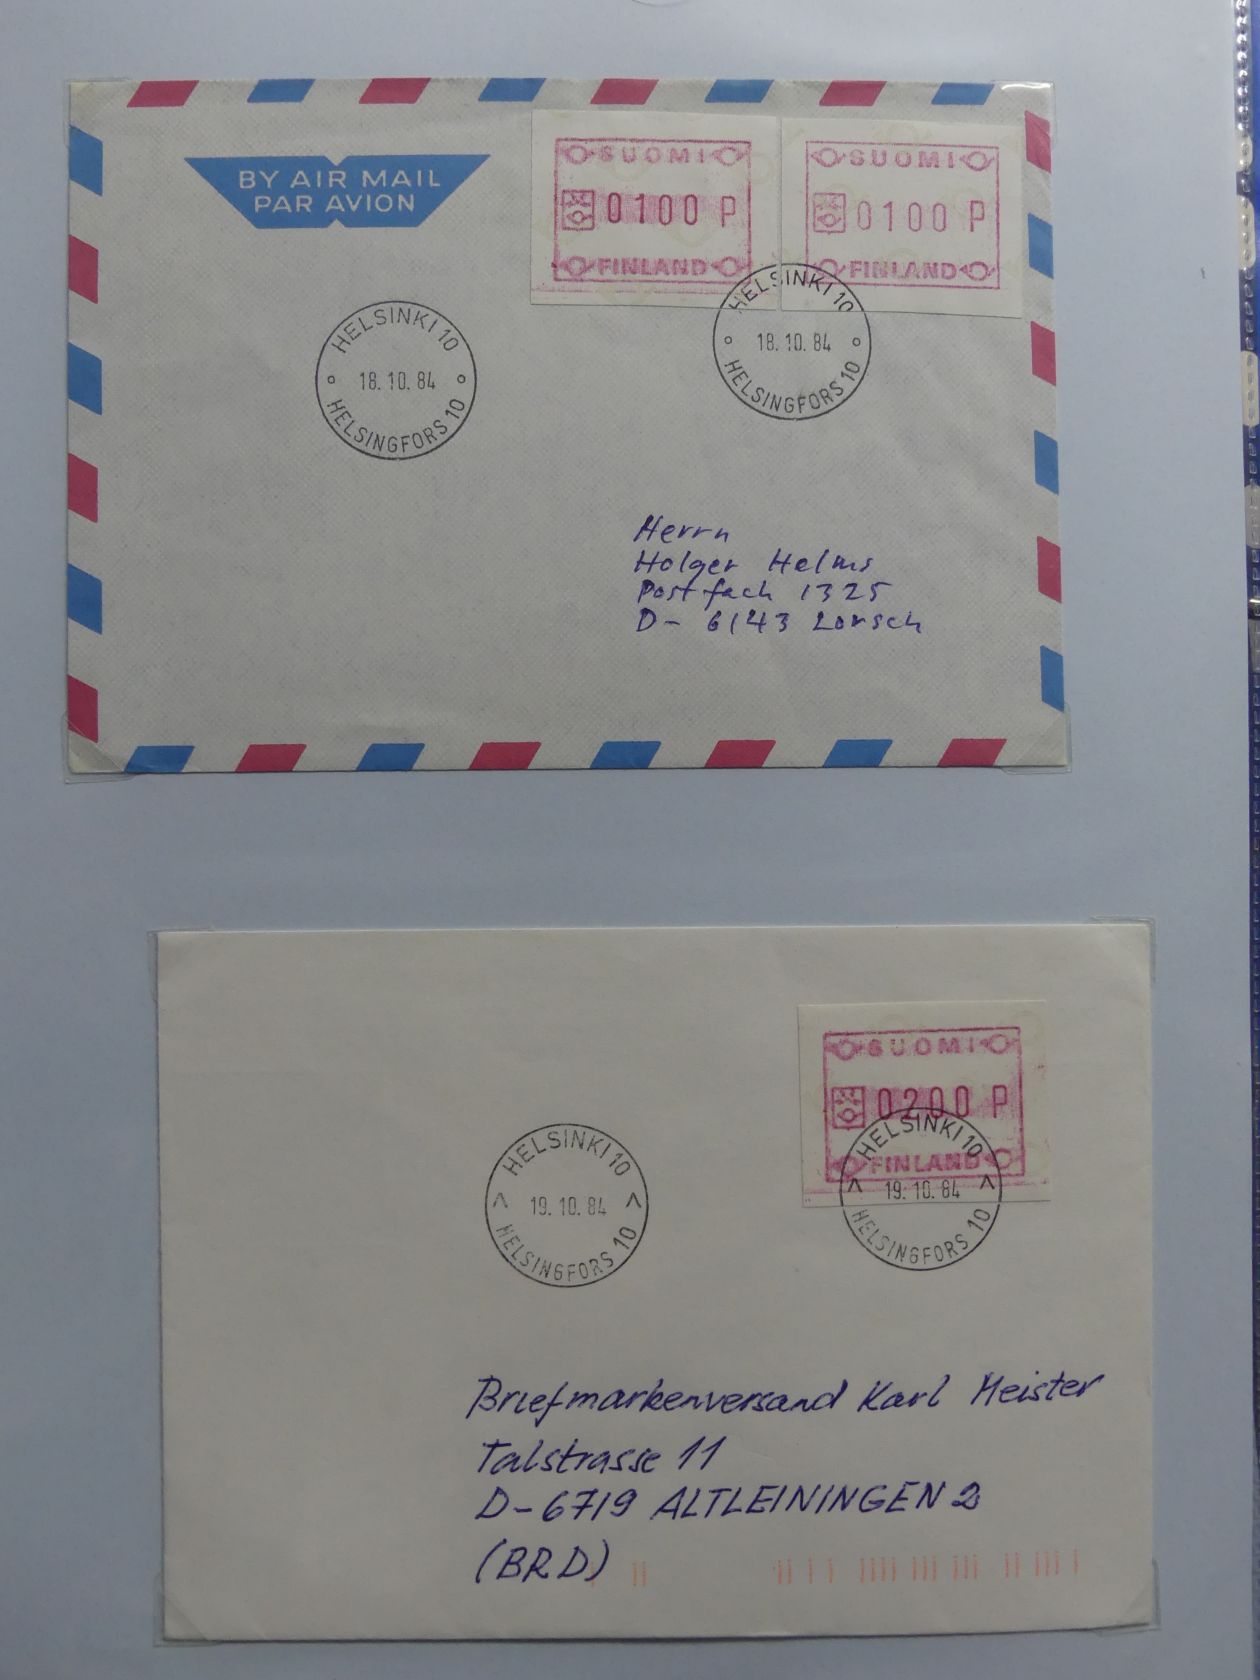 BY AIR MAIL
PAR AVION
SUOMI
0100 P
FINLAND
SUOMI
0100 P
FINLAND
HELSINKI 10
18.10.84
HELSINGFORS 10
HELSINKI 10
18.10.84
HELSINGFORS 10
Herrn
Holger Helms
Postfach 1325
D- 6143 Lorsch
SUOMI
0200 P
FINLAND
HELSINKI 10
19.10.84
HELSINGFORS 10
HELSINKI 10
19.10.84
HELSINGFORS 10
Briefmarkenversand Karl Meister
Talstrasse 11
D-6719 ALTLEININGEN 2
(BRD)